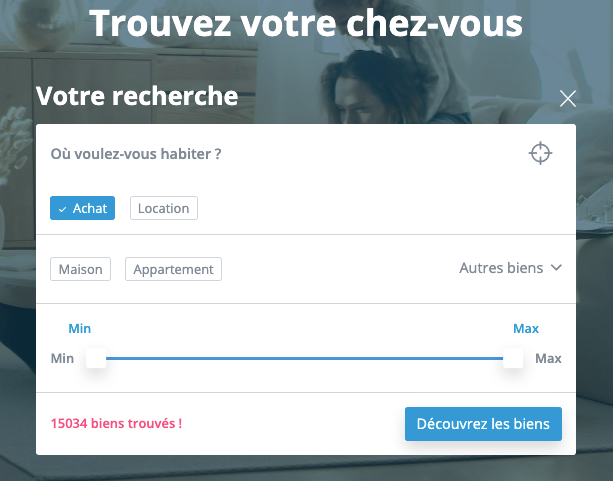 Trouvez votre chez-vous
Votre recherche
Où voulez-vous habiter ?
Achat Location
Maison Appartement Autres biens
Min Max
Min Max
15034 biens trouvés ! Découvrez les biens